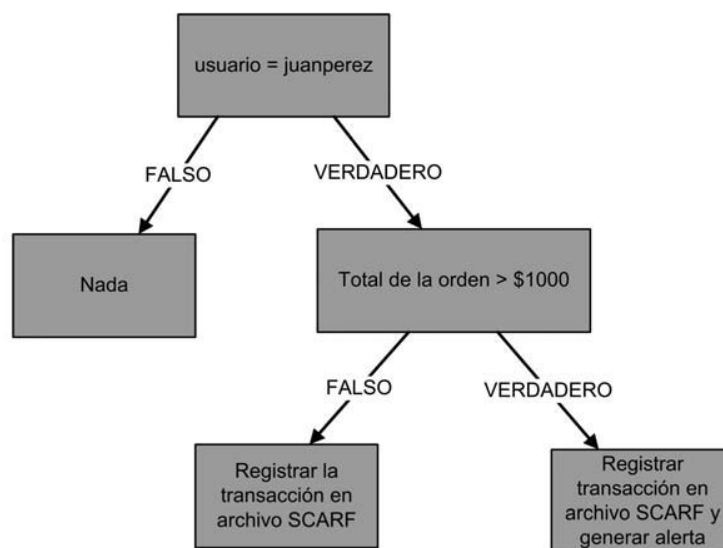 usuario = juanperez
FALSO
VERDADERO
Nada
Total de la orden > $1000
FALSO
VERDADERO
Registrar la
transacción en
archivo SCARF
Registrar
transacción en
archivo SCARF y
generar alerta